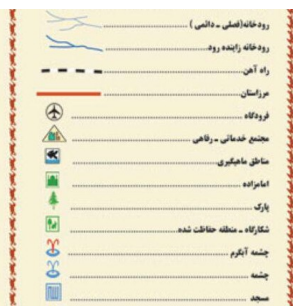 رودخانه(فصلی ـ دائمی )
رودخانه زاینده رود
راه آهن
مرزاستان
فرودگاه
مجتمع خدماتی ـ رفاهی
مناطق ماهیگیری
امامزاده
پارک
شکارگاه ـ منطقه حفاظت شده
چشمه آبگرم
چشمه
مسجد